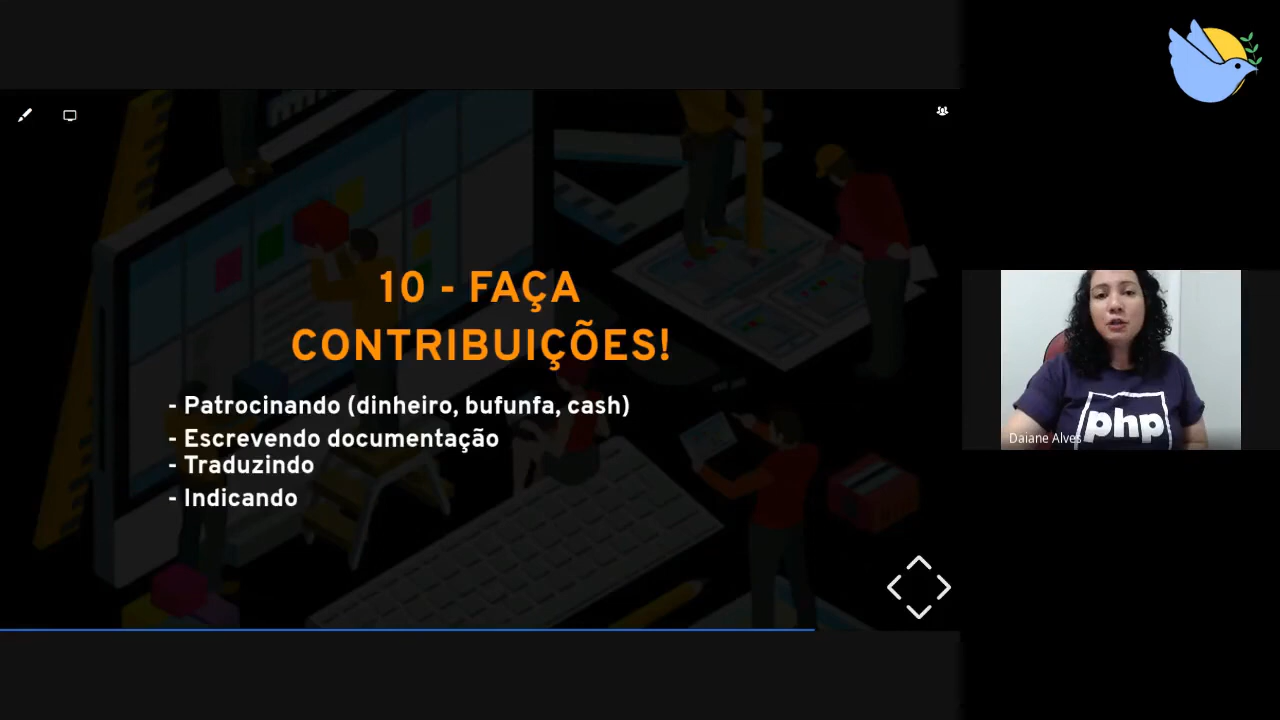 10 - FAÇA
CONTRIBUIÇÕES!
- Patrocinando (dinheiro, bufunfa, cash)
- Escrevendo documentação
- Traduzindo
- Indicando
php
Daiane Alves